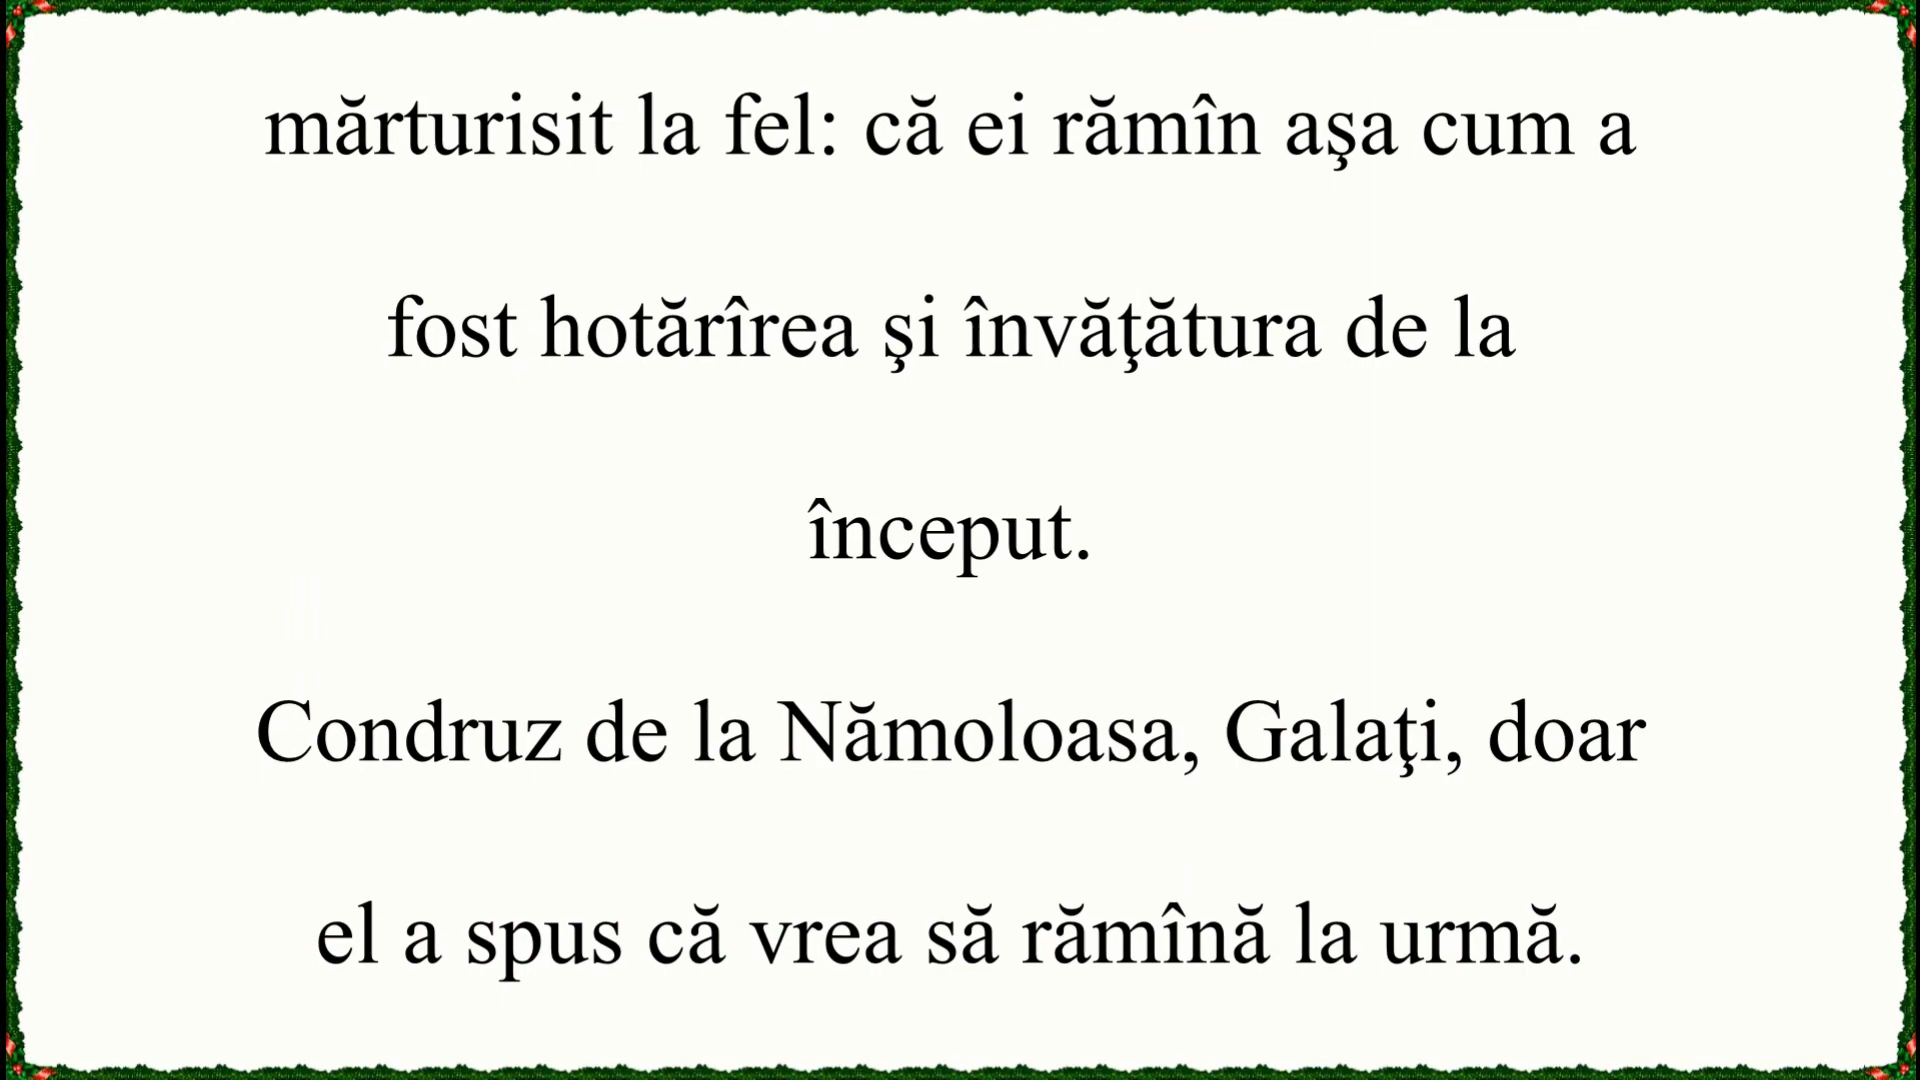 mărturisit la fel: că ei rămîn aşa cum a
fost hotărîrea şi învăţătura de la
început.
Condruz de la Nămoloasa, Galaţi, doar
el a spus că vrea să rămînă la urmă.